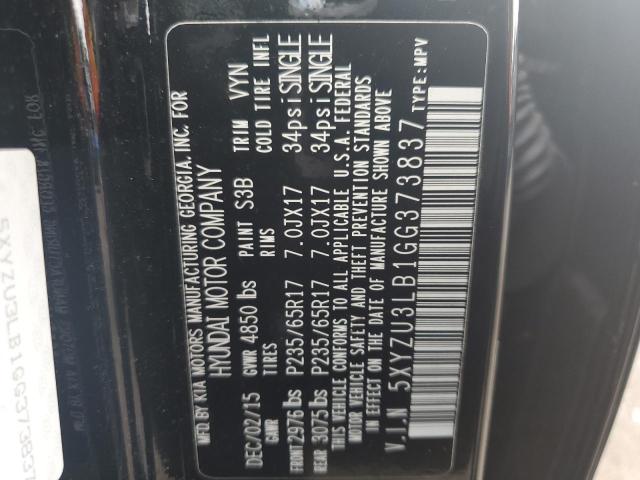 MFD.BY KIA MOTORS MANUFACTURING GEORGIA, INC. FOR
HYUNDAI MOTOR COMPANY
DEC/02/15 GVWR 4850 lbs PAINT S3B TRIM VYN
GAWR RIMS COLD TIRE INFL
FRONT 2976 lbs P235/65R17 7.0JX17 34psi SINGLE
REAR 3075 lbs P235/65R17 7.0JX17 34psi SINGLE
THIS VEHICLE CONFORMS TO ALL APPLICABLE U.S.A. FEDERAL
MOTOR VEHICLE SAFETY AND THEFT PREVENTION STANDARDS
IN EFFECT ON THE DATE OF MANUFACTURE SHOWN ABOVE
V.I.N 5XYZU3LB1GG373837 TYPE:MPV
5XYZU3LB1GG373837